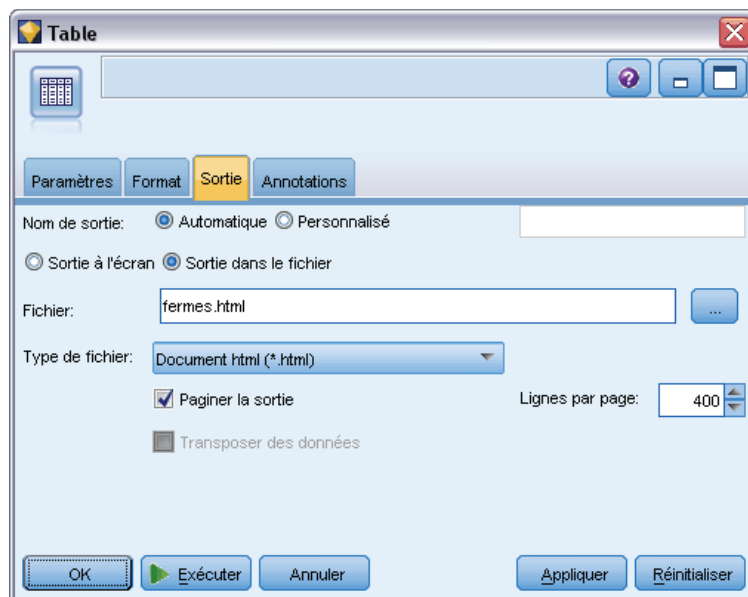 Table
Paramètres Format Sortie Annotations
Nom de sortie: Automatique Personnalisé
Sortie à l'écran Sortie dans le fichier
Fichier: fermes.html ...
Type de fichier: Document html (*.html)
Paginer la sortie Lignes par page: 400
Transposer des données
OK Exécuter Annuler Appliquer Réinitialiser